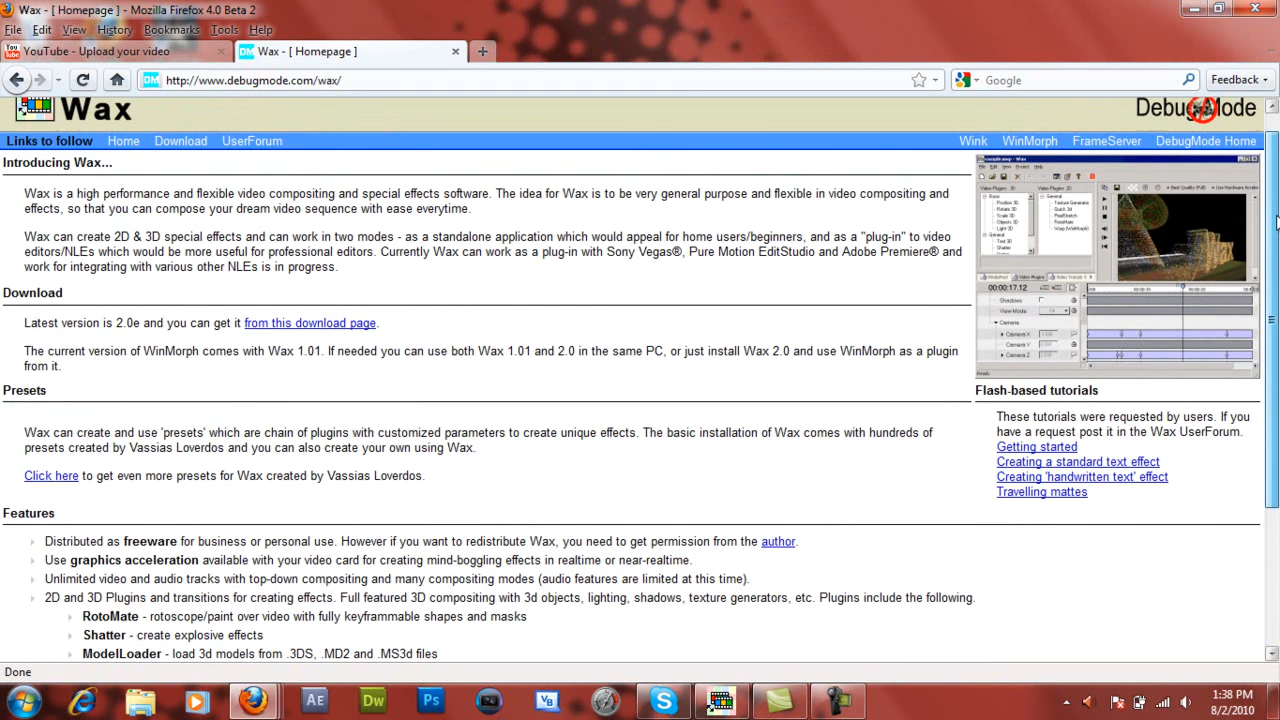 Wax - [ Homepage ] - Mozilla Firefox 4.0 Beta 2
File Edit View History Bookmarks Tools Help
YouTube - Upload your video
Wax - [ Homepage ]
http://www.debugmode.com/wax/
Google
Feedback
Wax
DebugMode
Links to follow Home Download UserForum
Wink WinMorph FrameServer DebugMode Home
Introducing Wax...
Wax is a high performance and flexible video compositing and special effects software. The idea for Wax is to be very general purpose and flexible in video compositing and
effects, so that you can compose your dream video sequence with ease everytime.
Wax can create 2D & 3D special effects and can work in two modes - as a standalone application which would appeal for home users/beginners, and as a "plug-in" to video
editors/NLEs which would be more useful for professional editors. Currently Wax can work as a plug-in with Sony Vegas®, Pure Motion EditStudio and Adobe Premiere® and
work for integrating with various other NLEs is in progress.
Download
Latest version is 2.0e and you can get it from this download page.
The current version of WinMorph comes with Wax 1.01. If needed you can use both Wax 1.01 and 2.0 in the same PC, or just install Wax 2.0 and use WinMorph as a plugin
from it.
Presets
Wax can create and use 'presets' which are chain of plugins with customized parameters to create unique effects. The basic installation of Wax comes with hundreds of
presets created by Vassias Loverdos and you can also create your own using Wax.
Click here to get even more presets for Wax created by Vassias Loverdos.
00:00:17.12
Shadows
View Mode
Camera
Camera X
Camera Y
Camera Z
Flash-based tutorials
These tutorials were requested by users. If you
have a request post it in the Wax UserForum.
Getting started
Creating a standard text effect
Creating 'handwritten text' effect
Travelling mattes
Features
Distributed as freeware for business or personal use. However if you want to redistribute Wax, you need to get permission from the author.
Use graphics acceleration available with your video card for creating mind-boggling effects in realtime or near-realtime.
Unlimited video and audio tracks with top-down compositing and many compositing modes (audio features are limited at this time).
2D and 3D Plugins and transitions for creating effects. Full featured 3D compositing with 3d objects, lighting, shadows, texture generators, etc. Plugins include the following.
RotoMate - rotoscope/paint over video with fully keyframmable shapes and masks
Shatter - create explosive effects
ModelLoader - load 3d models from .3DS, .MD2 and .MS3d files
Done
Ae
Dw
Ps
VB
1:38 PM
8/2/2010